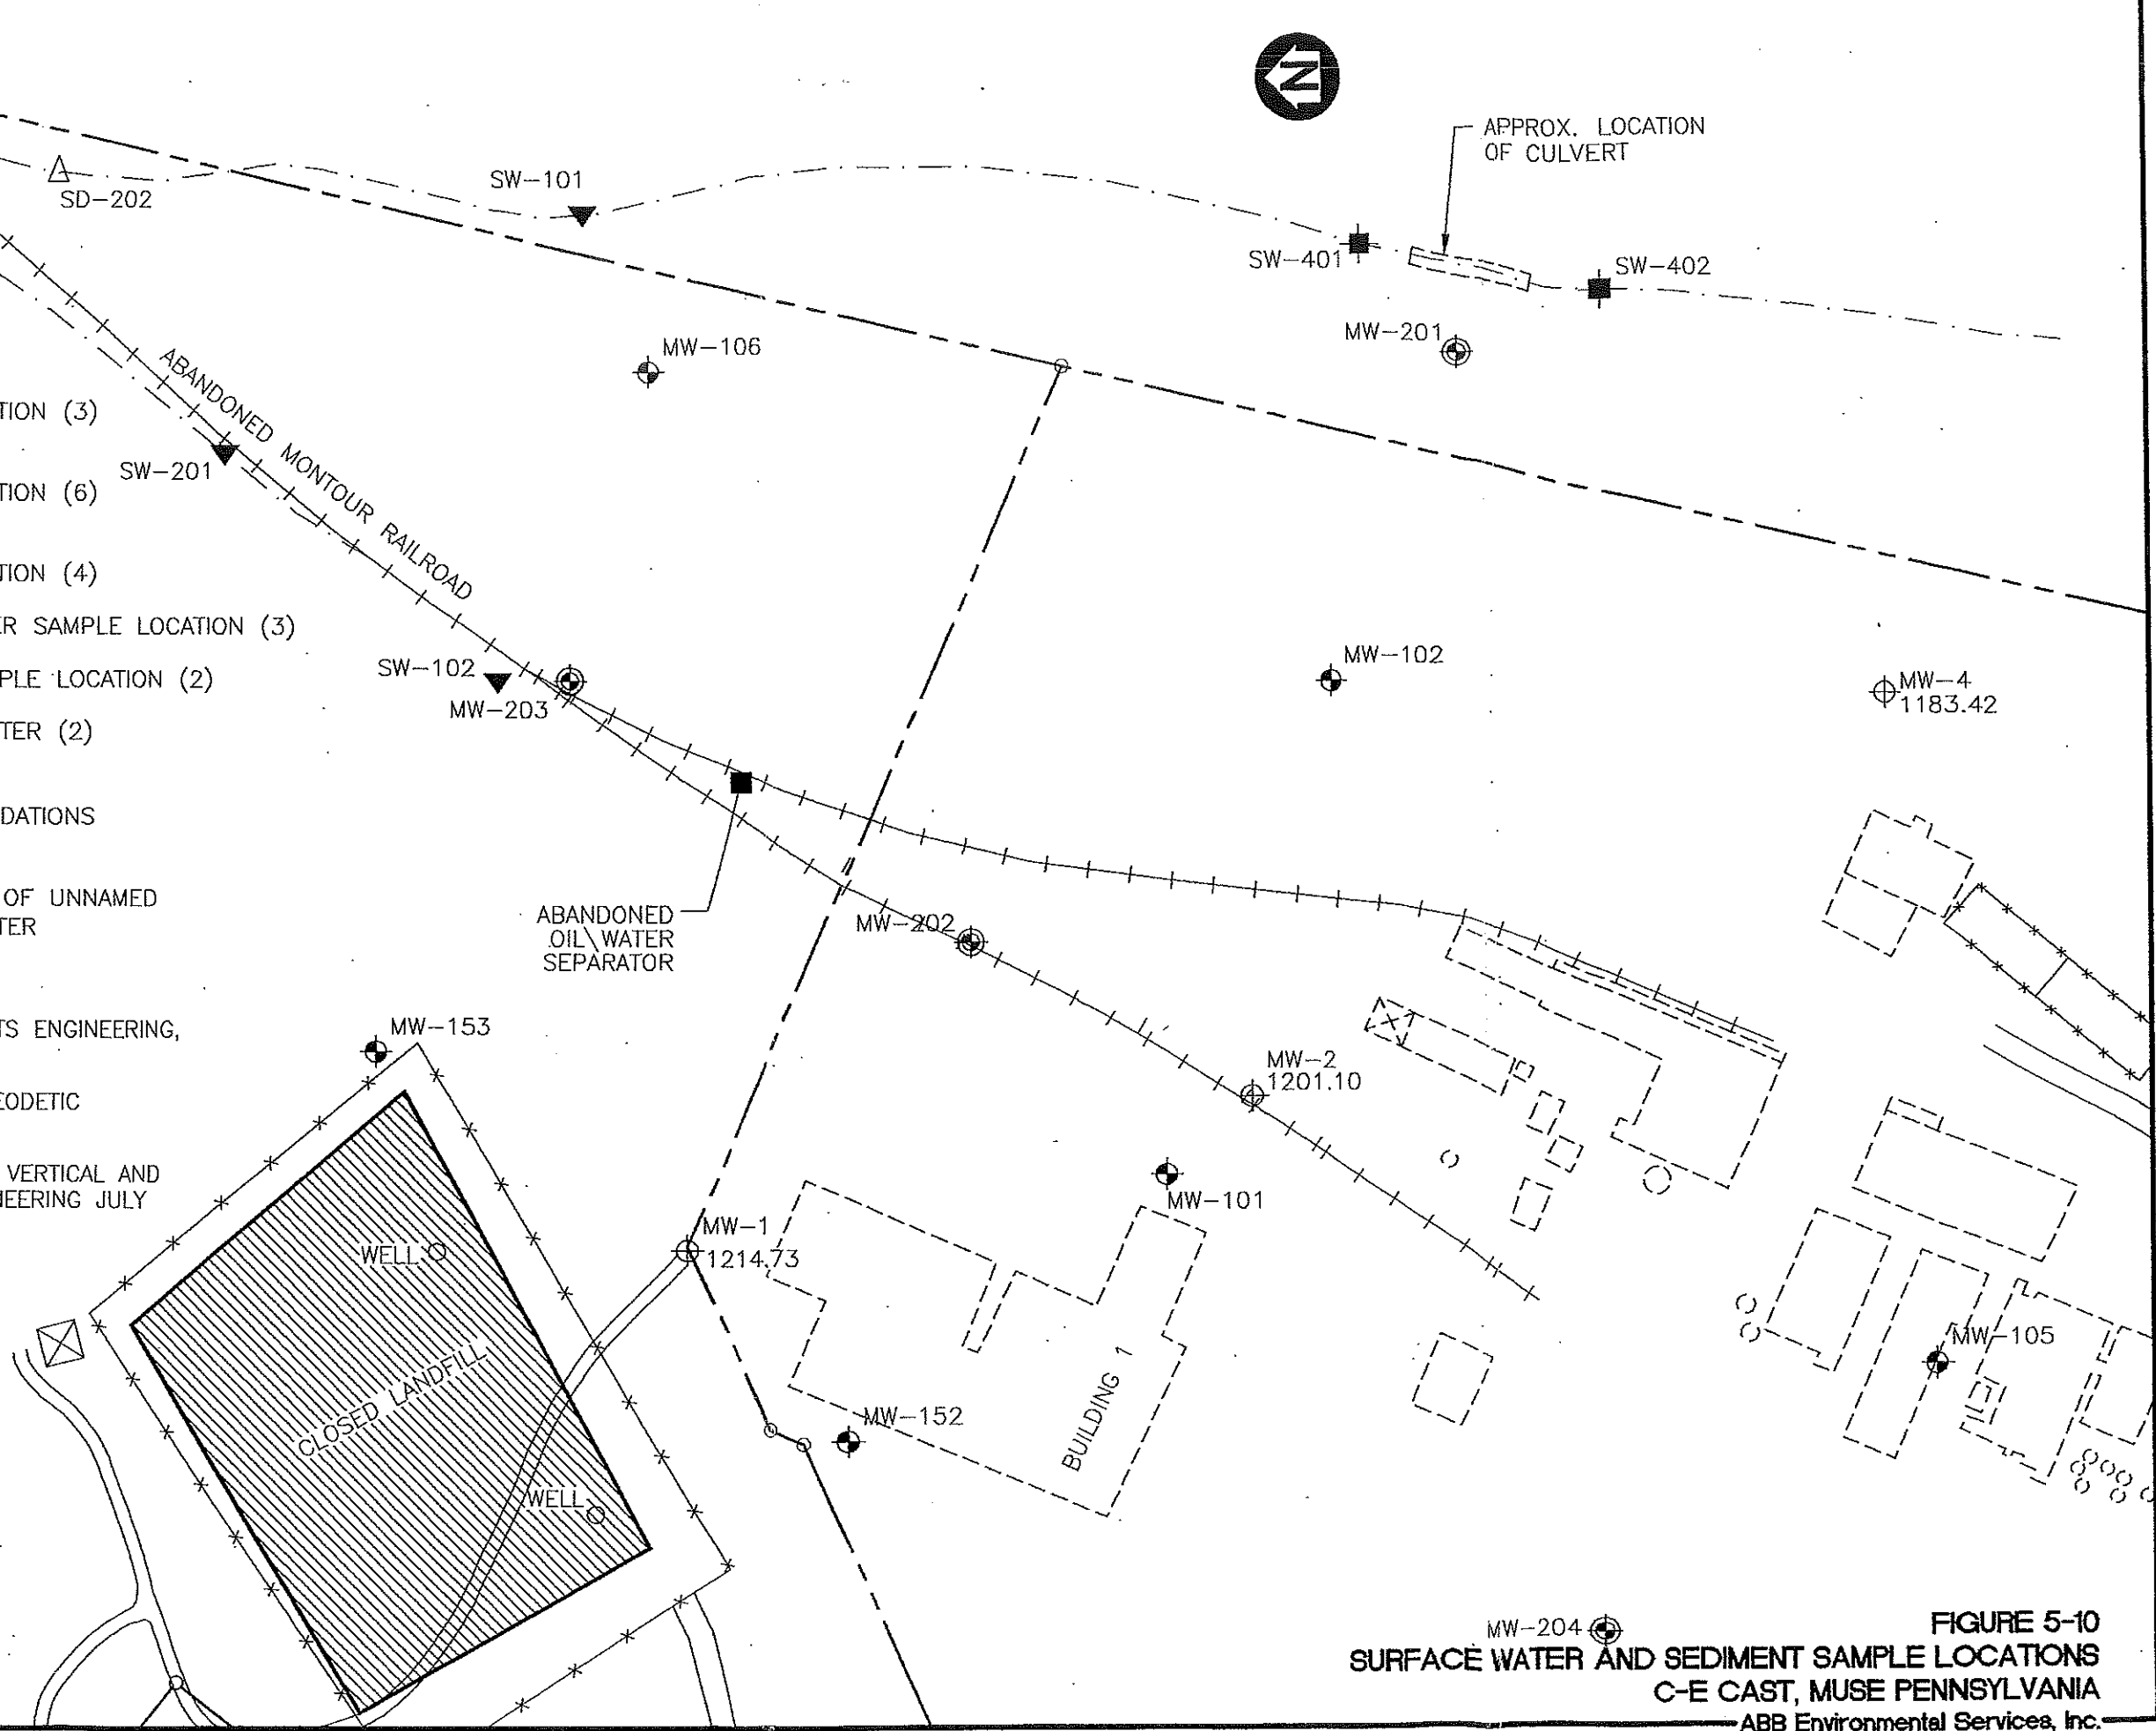 N
APPROX. LOCATION
OF CULVERT
SD-202
SW-101
SW-401
SW-402
MW-201
MW-106
ABANDONED MONTOUR RAILROAD
SW-201
TION (3)
TION (6)
TION (4)
ER SAMPLE LOCATION (3)
PLE LOCATION (2)
TER (2)
DATIONS
OF UNNAMED
TER
TS ENGINEERING,
EODETIC
VERTICAL AND
NEERING JULY
SW-102
MW-203
MW-102
MW-4
1183.42
ABANDONED
OIL\WATER
SEPARATOR
MW-202
MW-153
MW-2
1201.10
MW-101
MW-1
1214.73
WELL
CLOSED LANDFILL
WELL
BUILDING 1
MW-152
MW-105
MW-204
FIGURE 5-10
SURFACE WATER AND SEDIMENT SAMPLE LOCATIONS
C-E CAST, MUSE PENNSYLVANIA
ABB Environmental Services, Inc.